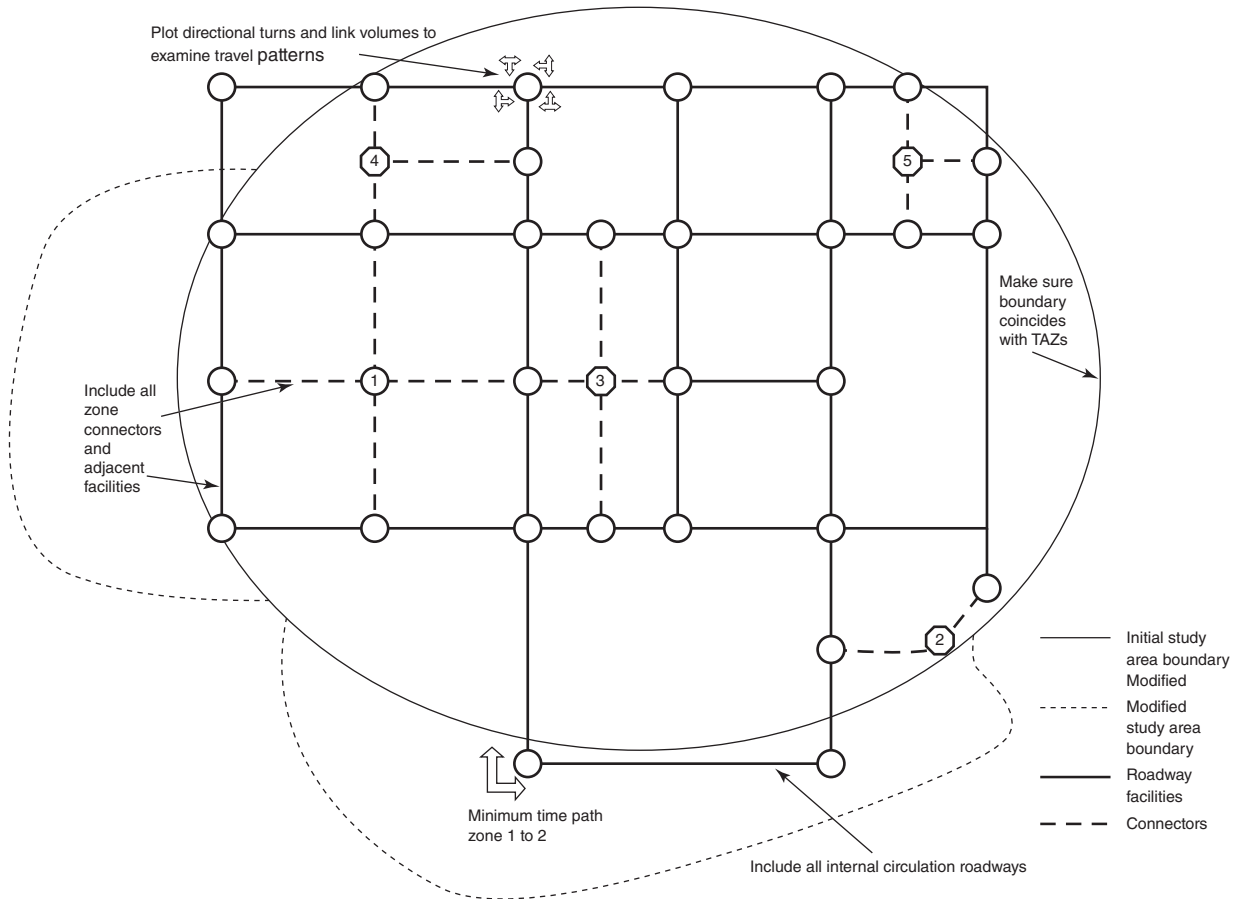 Plot directional turns and link volumes to
examine travel patterns
4
5
Make sure
boundary
coincides
with TAZs
1
3
Include all
zone
connectors
and
adjacent
facilities
2
Initial study
area boundary
Modified
Modified
study area
boundary
Roadway
facilities
Connectors
Minimum time path
zone 1 to 2
Include all internal circulation roadways